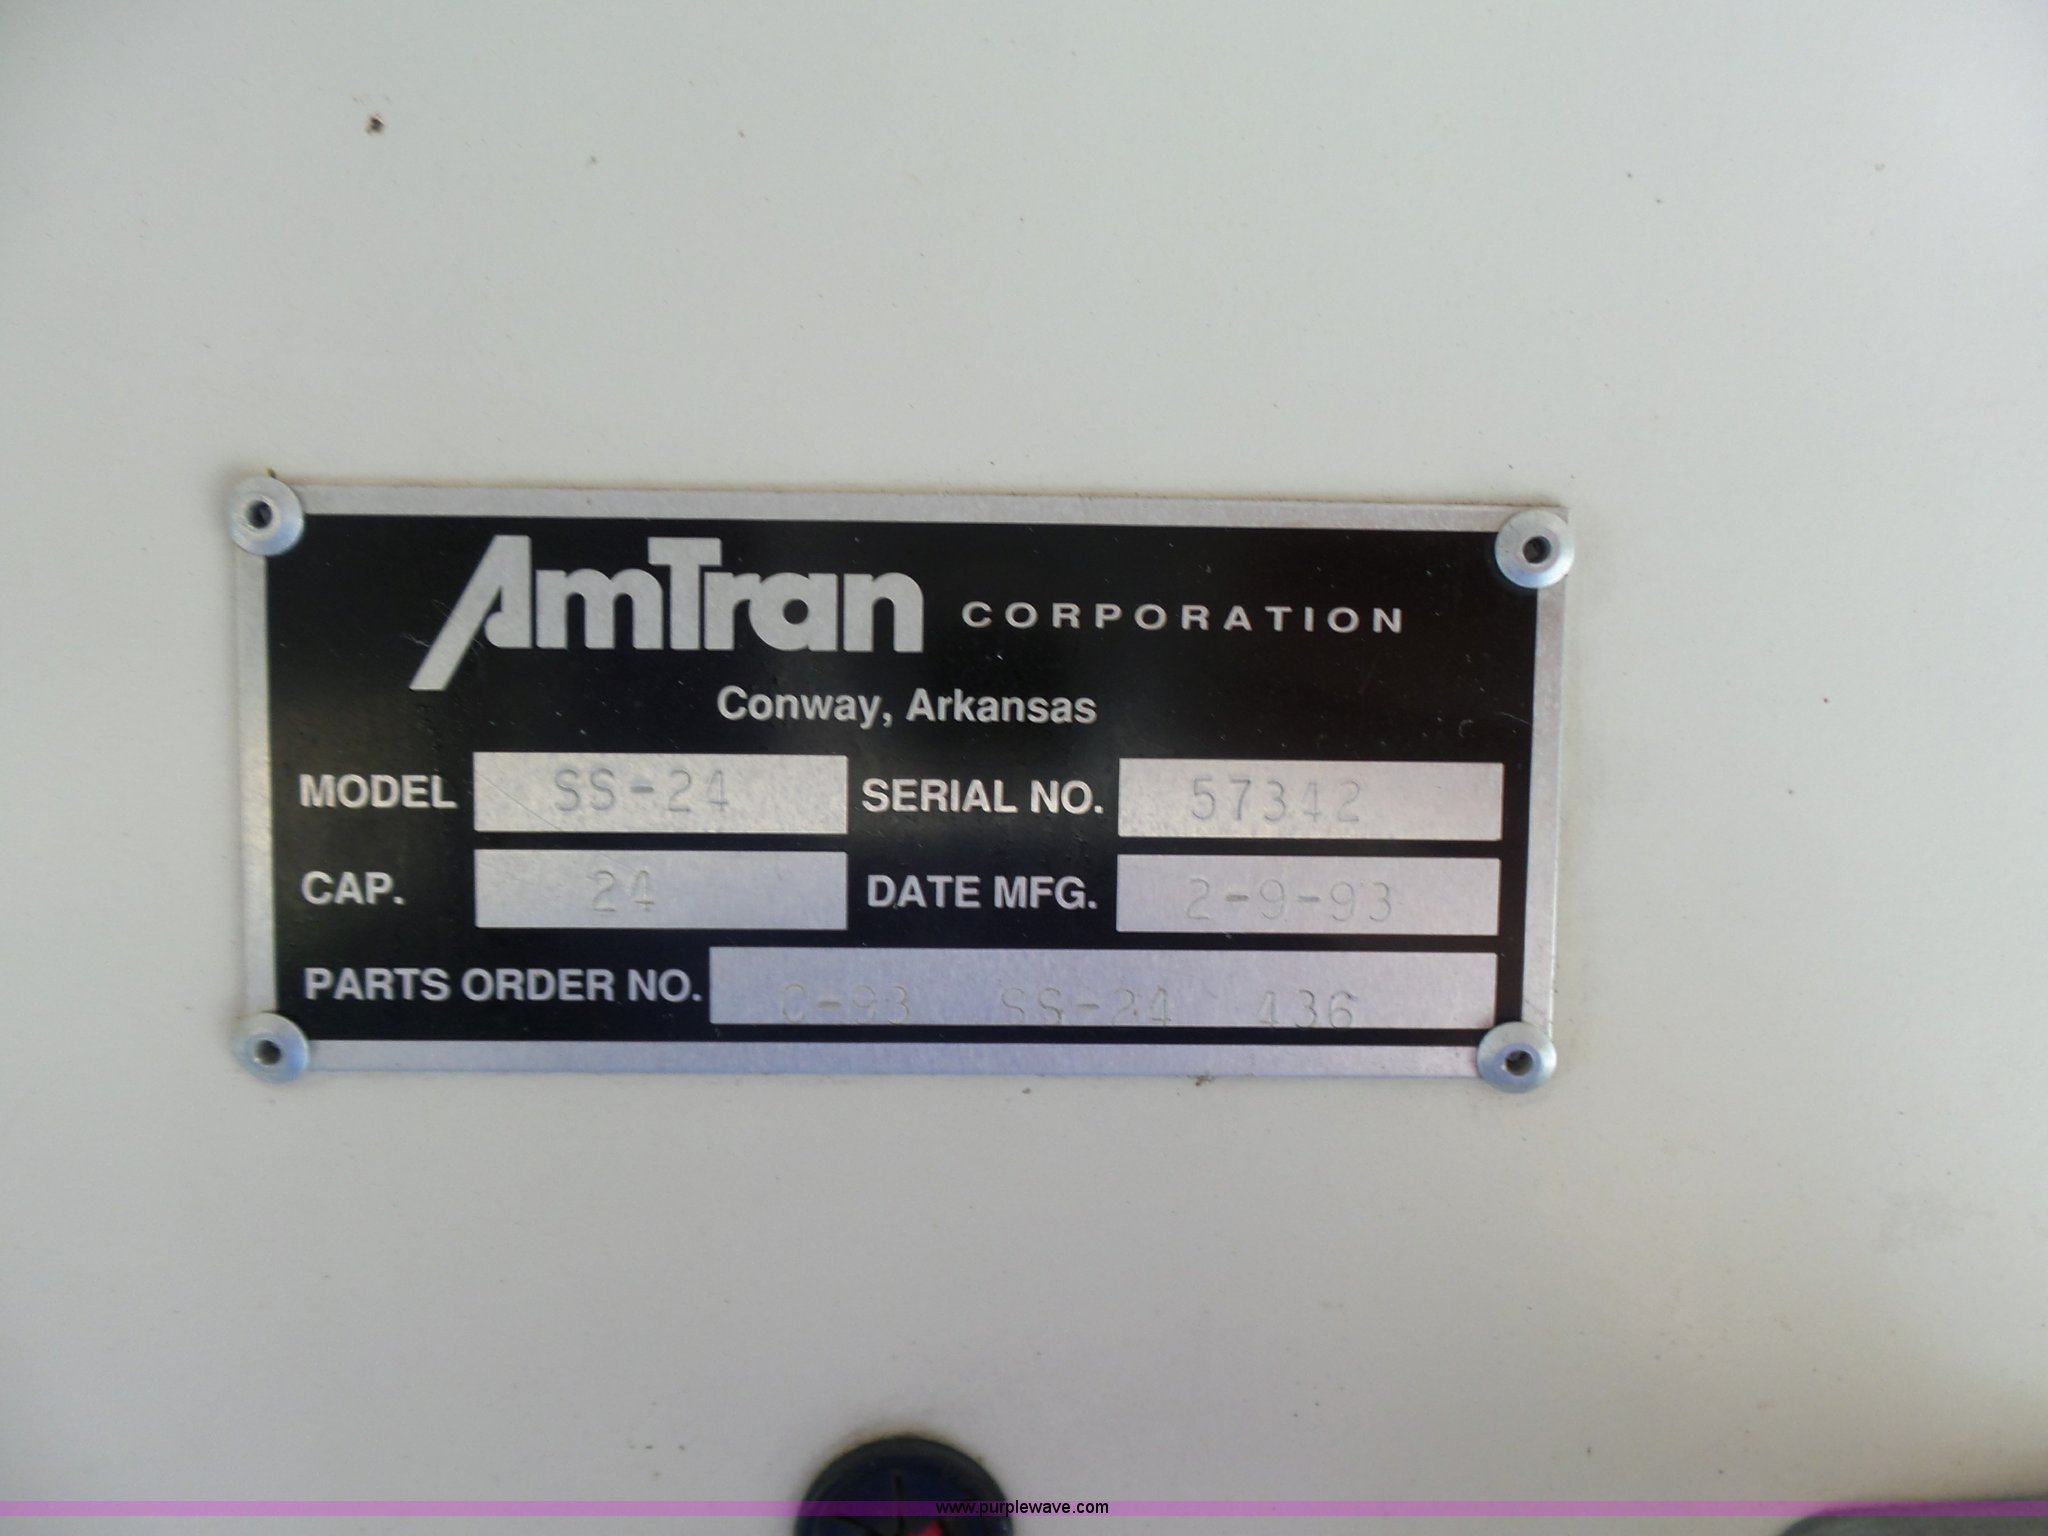 AmTran CORPORATION
Conway, Arkansas
MODEL SS-24 SERIAL NO. 57342
CAP. 24 DATE MFG. 2-9-93
PARTS ORDER NO. C-93 SS-24 436
www.purplewave.com